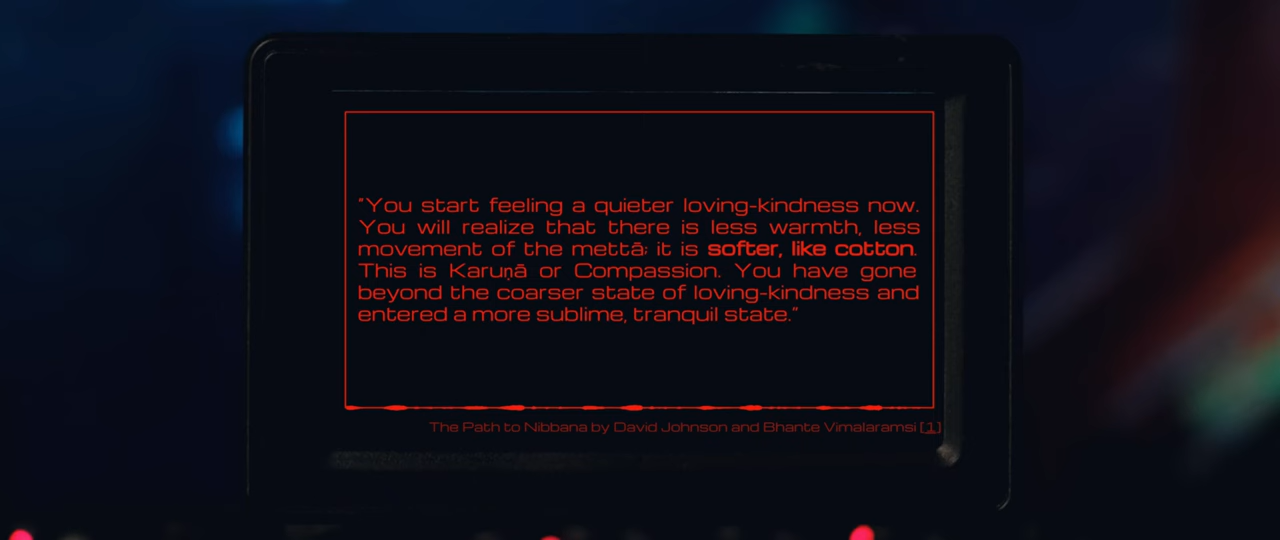 "You start feeling a quieter loving-kindness now.
You will realize that there is less warmth, less
movement of the mettā; it is softer, like cotton.
This is Karuṇā or Compassion. You have gone
beyond the coarser state of loving-kindness and
entered a more sublime, tranquil state."
The Path to Nibbana by David Johnson and Bhante Vimalaramsi [1]